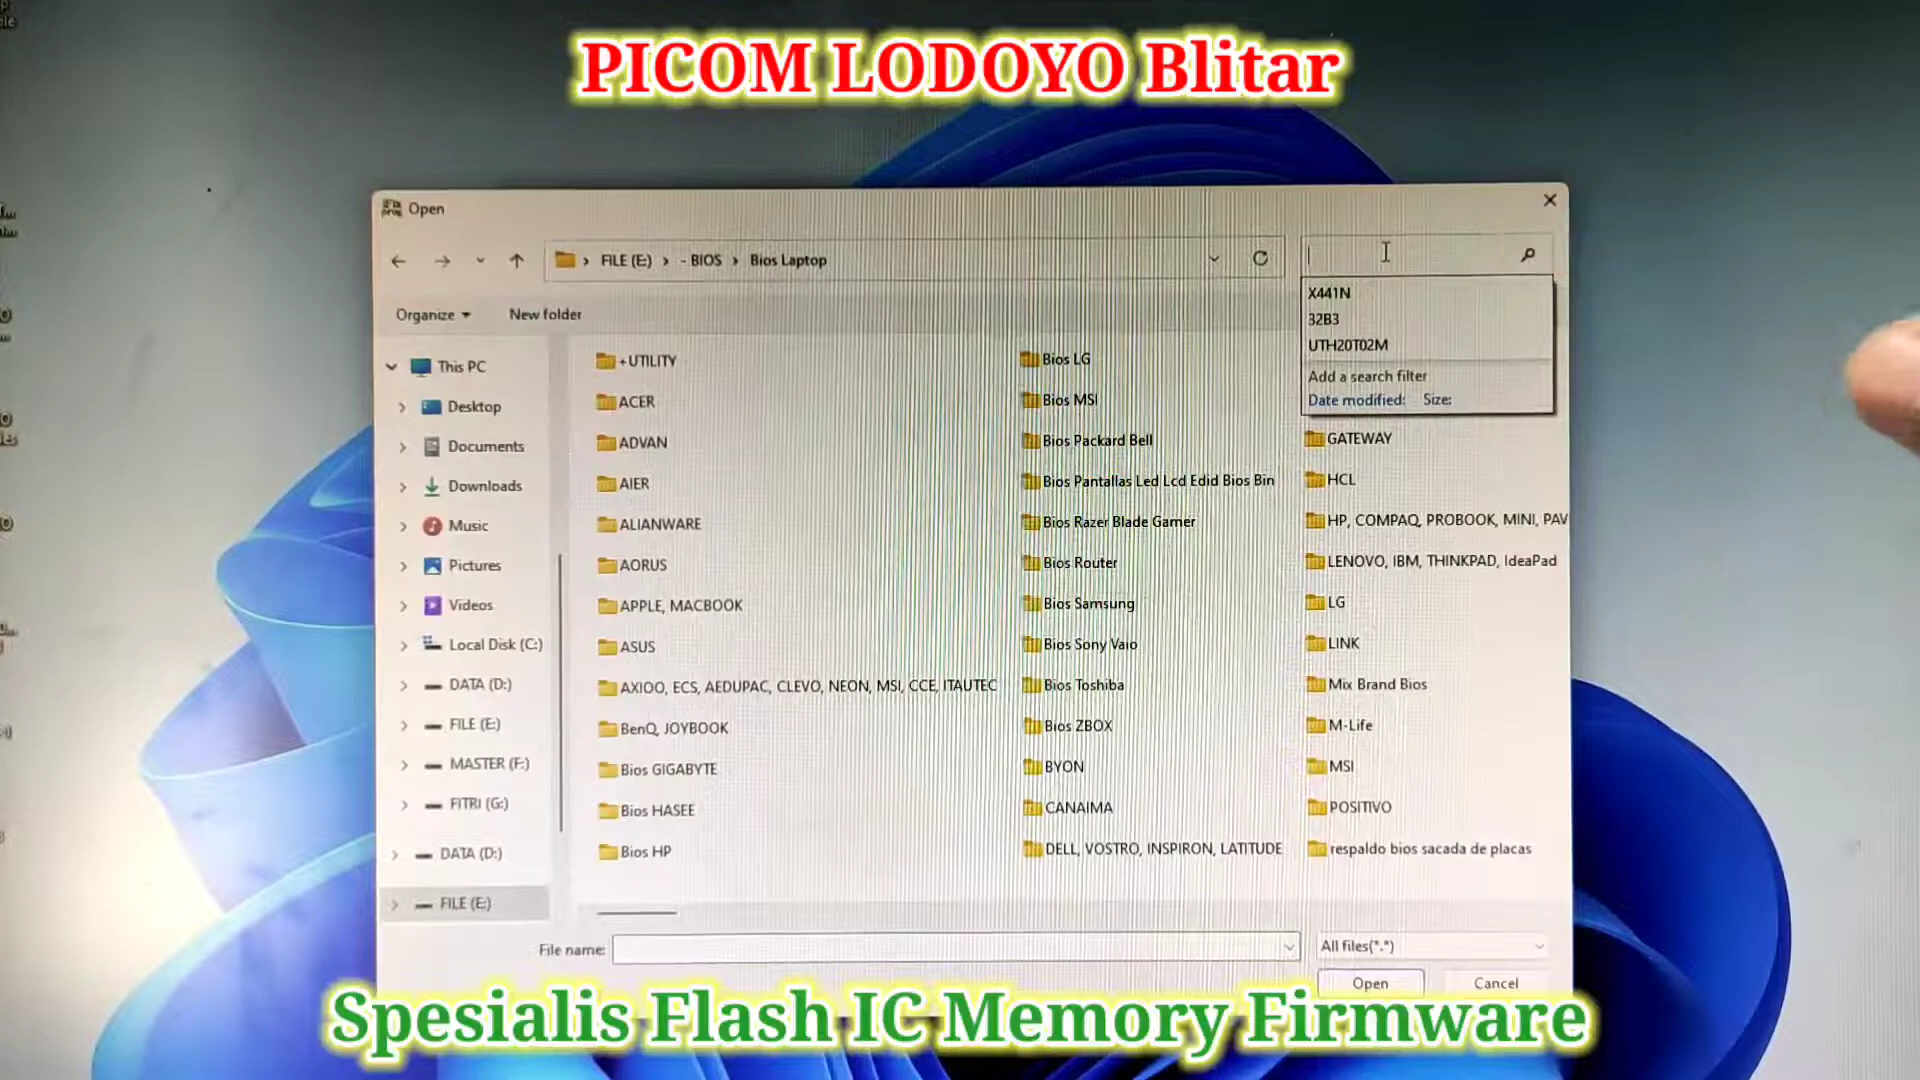 PICOM LODOYO Blitar
Open
FILE (E:) › - BIOS › Bios Laptop
Organize
New folder
X441N
32B3
UTH20T02M
Add a search filter
Date modified: Size:
This PC
Desktop
Documents
Downloads
Music
Pictures
Videos
Local Disk (C:)
DATA (D:)
FILE (E:)
MASTER (F:)
FITRI (G:)
DATA (D:)
FILE (E:)
+UTILITY
ACER
ADVAN
AIER
ALIANWARE
AORUS
APPLE, MACBOOK
ASUS
AXIOO, ECS, AEDUPAC, CLEVO, NEON, MSI, CCE, ITAUTEC
BenQ, JOYBOOK
Bios GIGABYTE
Bios HASEE
Bios HP
Bios LG
Bios MSI
Bios Packard Bell
Bios Pantallas Led Lcd Edid Bios Bin
Bios Razer Blade Gamer
Bios Router
Bios Samsung
Bios Sony Vaio
Bios Toshiba
Bios ZBOX
BYON
CANAIMA
DELL, VOSTRO, INSPIRON, LATITUDE
GATEWAY
HCL
HP, COMPAQ, PROBOOK, MINI, PAV
LENOVO, IBM, THINKPAD, IdeaPad
LG
LINK
Mix Brand Bios
M-Life
MSI
POSITIVO
respaldo bios sacada de placas
File name:
All files(*.*)
Open
Cancel
Spesialis Flash IC Memory Firmware